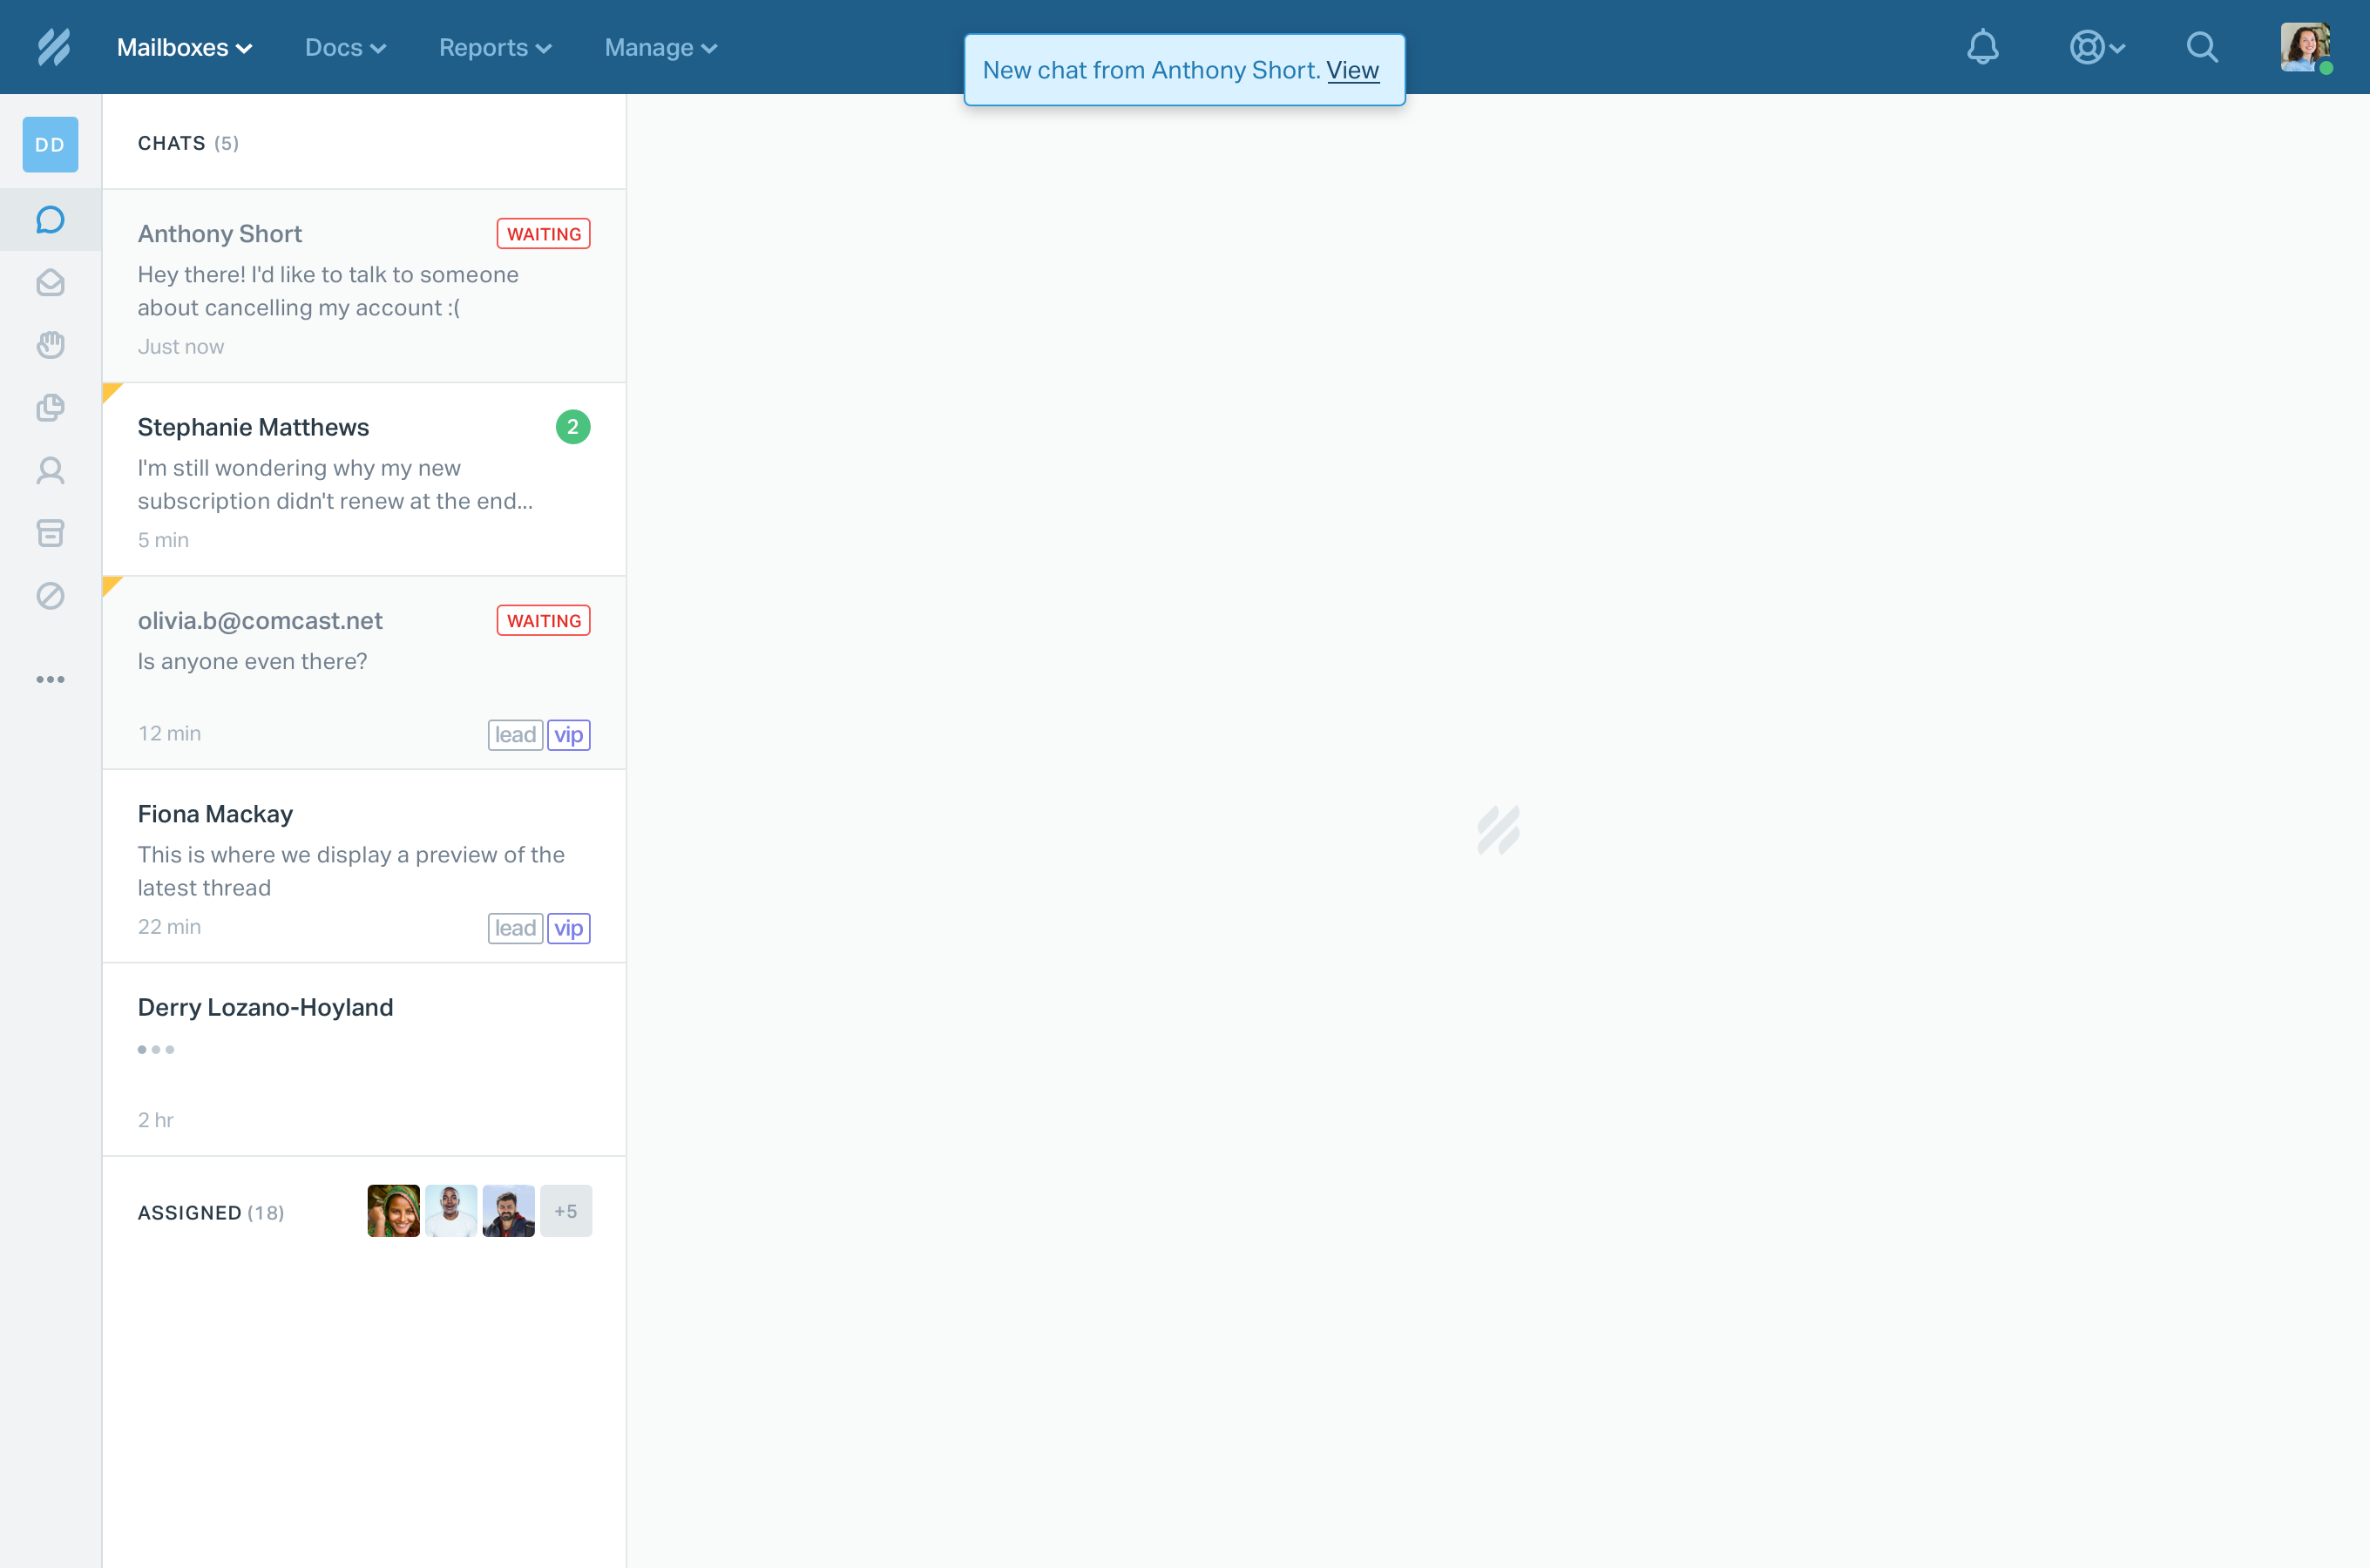 Mailboxes Docs Reports Manage
New chat from Anthony Short. View
DD
CHATS (5)
Anthony Short WAITING
Hey there! I'd like to talk to someone
about cancelling my account :(
Just now
Stephanie Matthews 2
I'm still wondering why my new
subscription didn't renew at the end...
5 min
olivia.b@comcast.net WAITING
Is anyone even there?
12 min lead vip
Fiona Mackay
This is where we display a preview of the
latest thread
22 min lead vip
Derry Lozano-Hoyland
2 hr
ASSIGNED (18) +5